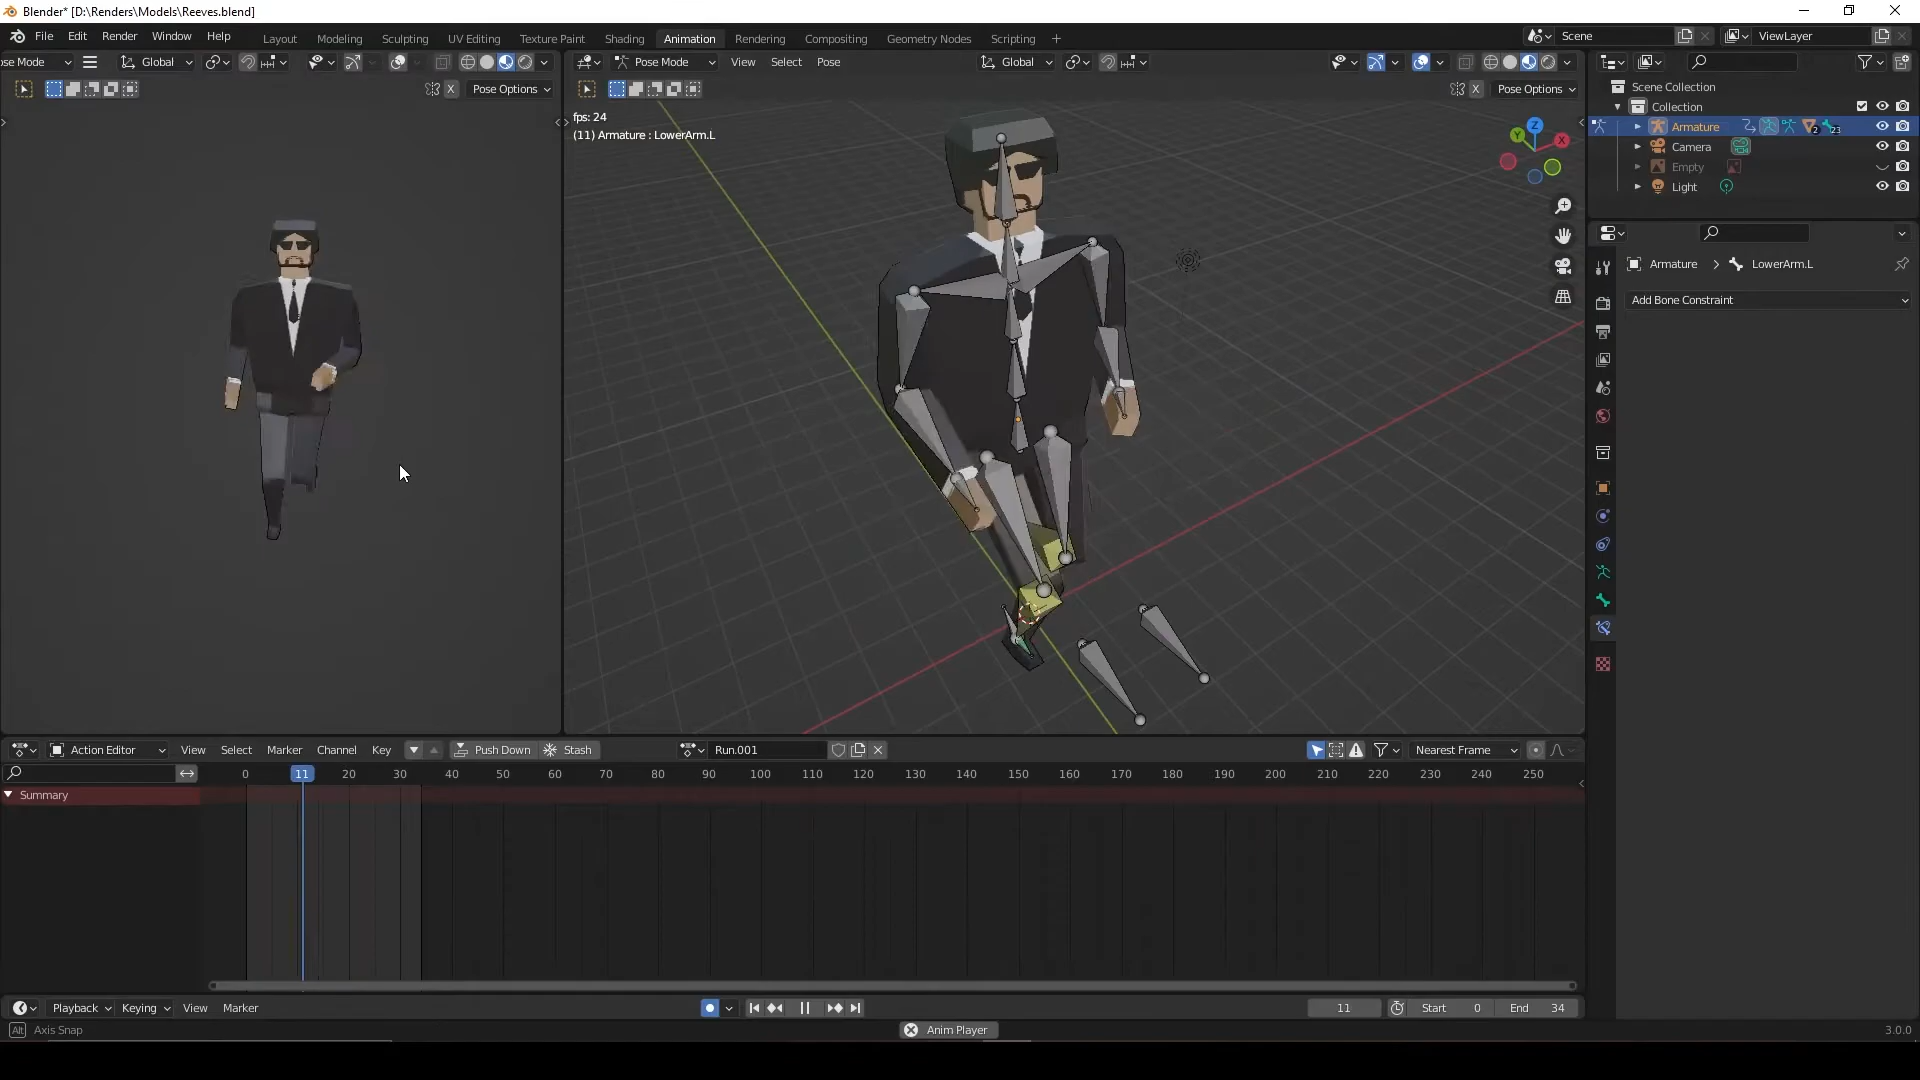 Blender* [D:\Renders\Models\Reeves.blend]
File Edit Render Window Help
Layout Modeling Sculpting UV Editing Texture Paint Shading Animation Rendering Compositing Geometry Nodes Scripting +
Scene
ViewLayer
ose Mode
Global
X
Pose Options
Pose Mode View Select Pose
Global
X
Pose Options
fps: 24
(11) Armature : LowerArm.L
Z
Y
X
Scene Collection
Collection
Armature
2
23
Camera
Empty
Light
Armature > LowerArm.L
Add Bone Constraint
Action Editor View Select Marker Channel Key Push Down Stash Run.001 Nearest Frame
0 11 20 30 40 50 60 70 80 90 100 110 120 130 140 150 160 170 180 190 200 210 220 230 240 250
Summary
Playback Keying View Marker
11 Start 0 End 34
Alt Axis Snap
Anim Player
3.0.0